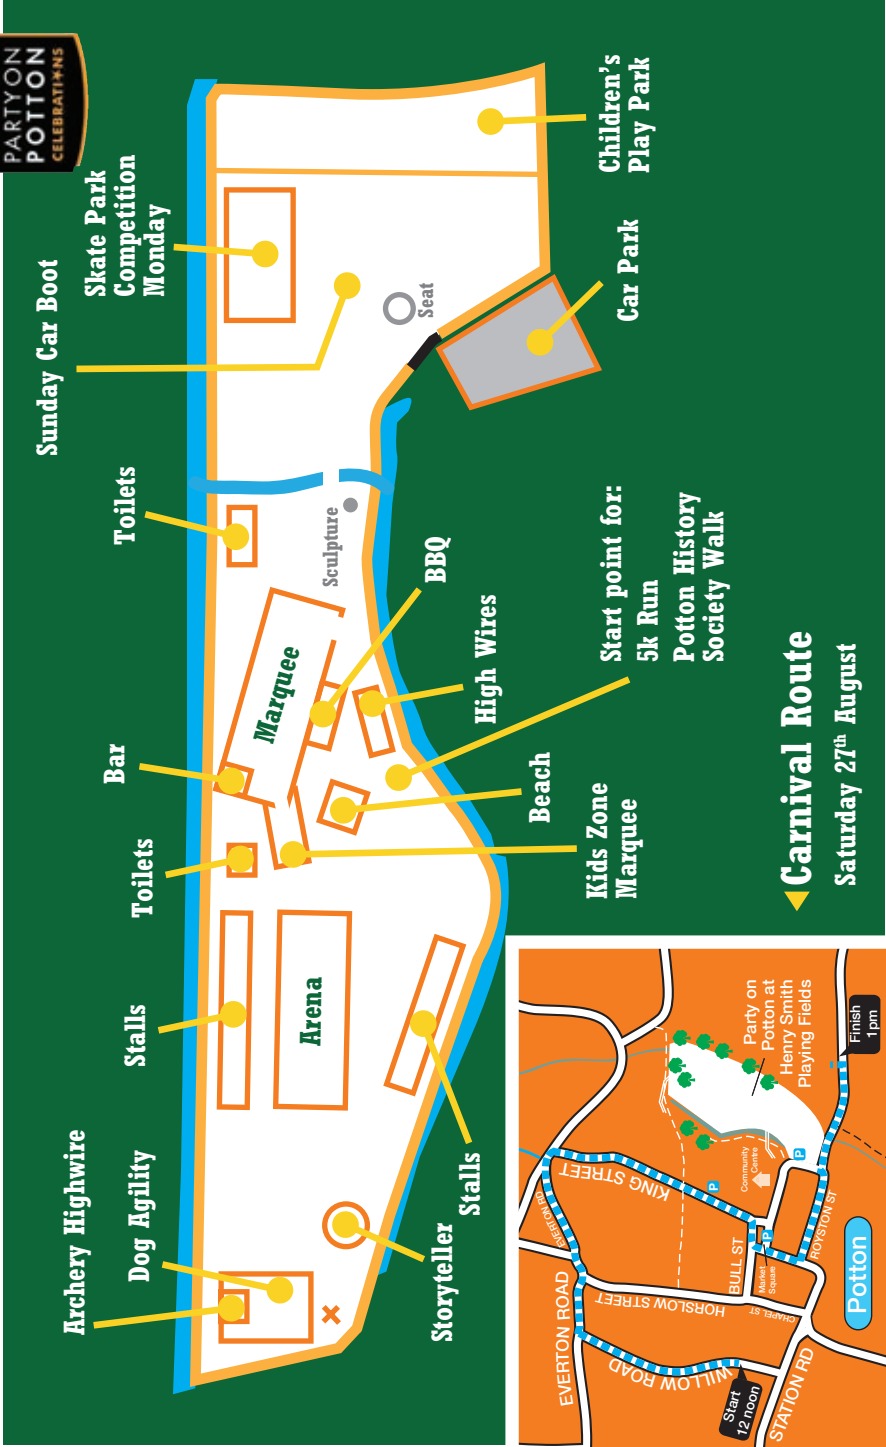 PARTY ON
POTTON
CELEBRATIONS
Archery Highwire
Dog Agility
Stalls
Toilets
Bar
Toilets
Sunday Car Boot
Skate Park
Competition
Monday
Arena
Marquee
Sculpture
Seat
Storyteller
Stalls
Kids Zone
Marquee
Beach
High Wires
BBQ
Start point for:
5k Run
Potton History
Society Walk
Car Park
Children's
Play Park
Carnival Route
Saturday 27th August
EVERTON ROAD
EVERTON RD
KING STREET
HORSLOW STREET
WILLOW ROAD
BULL ST
Market
Square
CHAPEL ST
STATION RD
ROYSTON ST
Community
Centre
P
P
P
Party on
Potton at
Henry Smith
Playing Fields
Start
12 noon
Finish
1pm
Potton